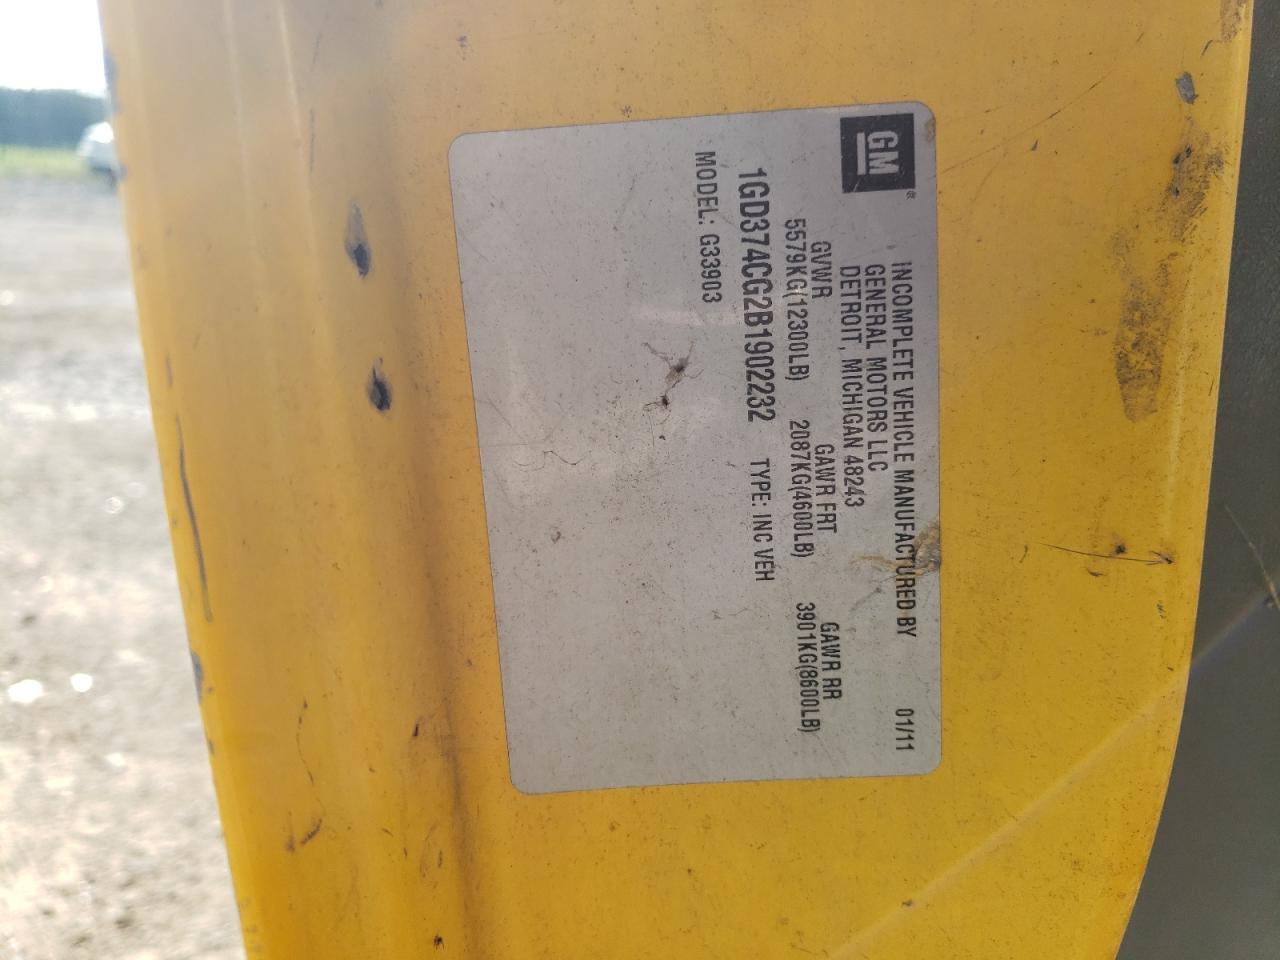 GM®
INCOMPLETE VEHICLE MANUFACTURED BY 01/11
GENERAL MOTORS LLC
DETROIT, MICHIGAN 48243
GVWR GAWR FRT GAWR RR
5579KG(12300LB) 2087KG(4600LB) 3901KG(8600LB)
1GD374CG2B1902232 TYPE: INC VEH
MODEL: G33903